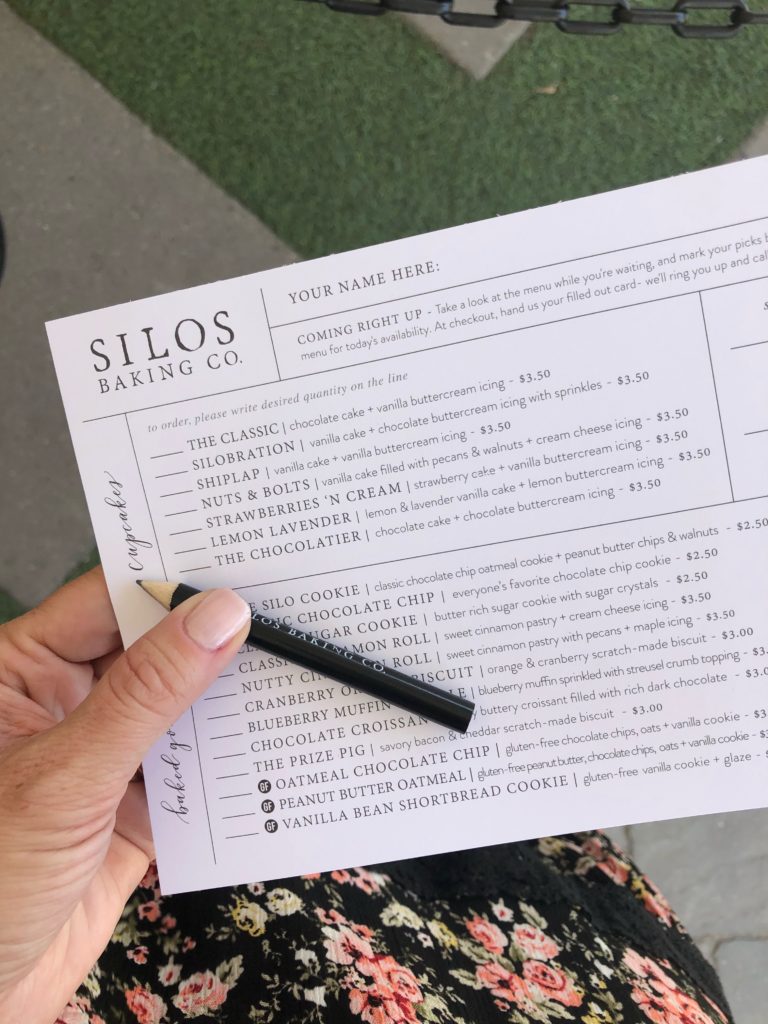 SILOS
BAKING CO.
YOUR NAME HERE:
COMING RIGHT UP - Take a look at the menu while you're waiting, and mark your picks
menu for today's availability. At checkout, hand us your filled out card- we'll ring you up and
to order, please write desired quantity on the line
cupcakes
THE CLASSIC | chocolate cake + vanilla buttercream icing - $3.50
SILOBRATION | vanilla cake + chocolate buttercream icing with sprinkles - $3.50
SHIPLAP | vanilla cake + vanilla buttercream icing - $3.50
NUTS & BOLTS | vanilla cake filled with pecans & walnuts + cream cheese icing - $3.50
STRAWBERRIES 'N CREAM | strawberry cake + vanilla buttercream icing - $3.50
LEMON LAVENDER | lemon & lavender vanilla cake + lemon buttercream icing - $3.50
THE CHOCOLATIER | chocolate cake + chocolate buttercream icing - $3.50
baked
SILO COOKIE | classic chocolate chip oatmeal cookie + peanut butter chips & walnuts - $2.50
CHOCOLATE CHIP | everyone's favorite chocolate chip cookie - $2.50
SUGAR COOKIE | butter rich sugar cookie with sugar crystals - $2.50
CLASSIC ROLL | sweet cinnamon pastry + cream cheese icing - $3.50
NUTTY ROLL | sweet cinnamon pastry with pecans + maple icing - $3.50
CRANBERRY BISCUIT | orange & cranberry scratch-made biscuit - $3.00
BLUEBERRY MUFFIN | blueberry muffin sprinkled with streusel crumb topping -
CHOCOLATE buttery croissant filled with rich dark chocolate -
THE PRIZE PIG | savory bacon & cheddar scratch-made biscuit - $3.00
GF OATMEAL CHOCOLATE CHIP | gluten-free chocolate chips, oats + vanilla cookie -
GF PEANUT BUTTER OATMEAL | gluten-free peanut butter, chocolate chips, oats + vanilla cookie -
GF VANILLA BEAN SHORTBREAD COOKIE | gluten-free vanilla cookie + glaze -
BAKING CO.